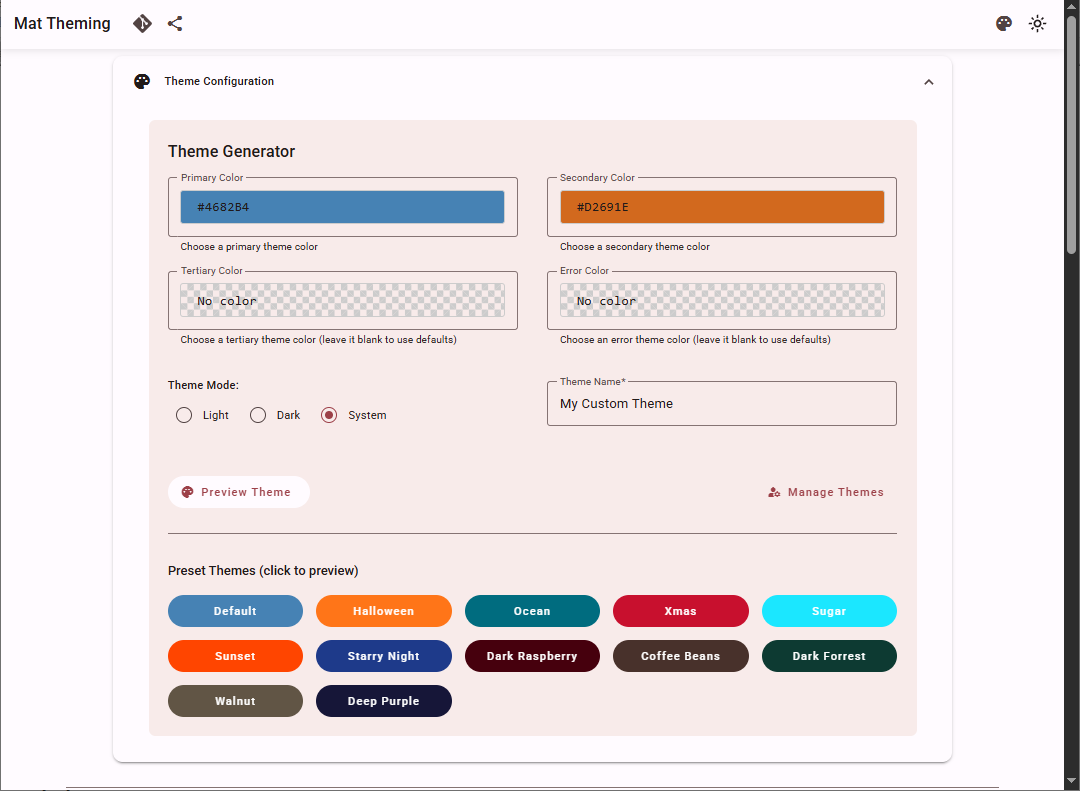 Mat Theming
Theme Configuration
Theme Generator
Primary Color
#4682B4
Choose a primary theme color
Secondary Color
#D2691E
Choose a secondary theme color
Tertiary Color
No color
Choose a tertiary theme color (leave it blank to use defaults)
Error Color
No color
Choose an error theme color (leave it blank to use defaults)
Theme Mode:
Light
Dark
System
Theme Name*
My Custom Theme
Preview Theme
Manage Themes
Preset Themes (click to preview)
Default
Halloween
Ocean
Xmas
Sugar
Sunset
Starry Night
Dark Raspberry
Coffee Beans
Dark Forrest
Walnut
Deep Purple